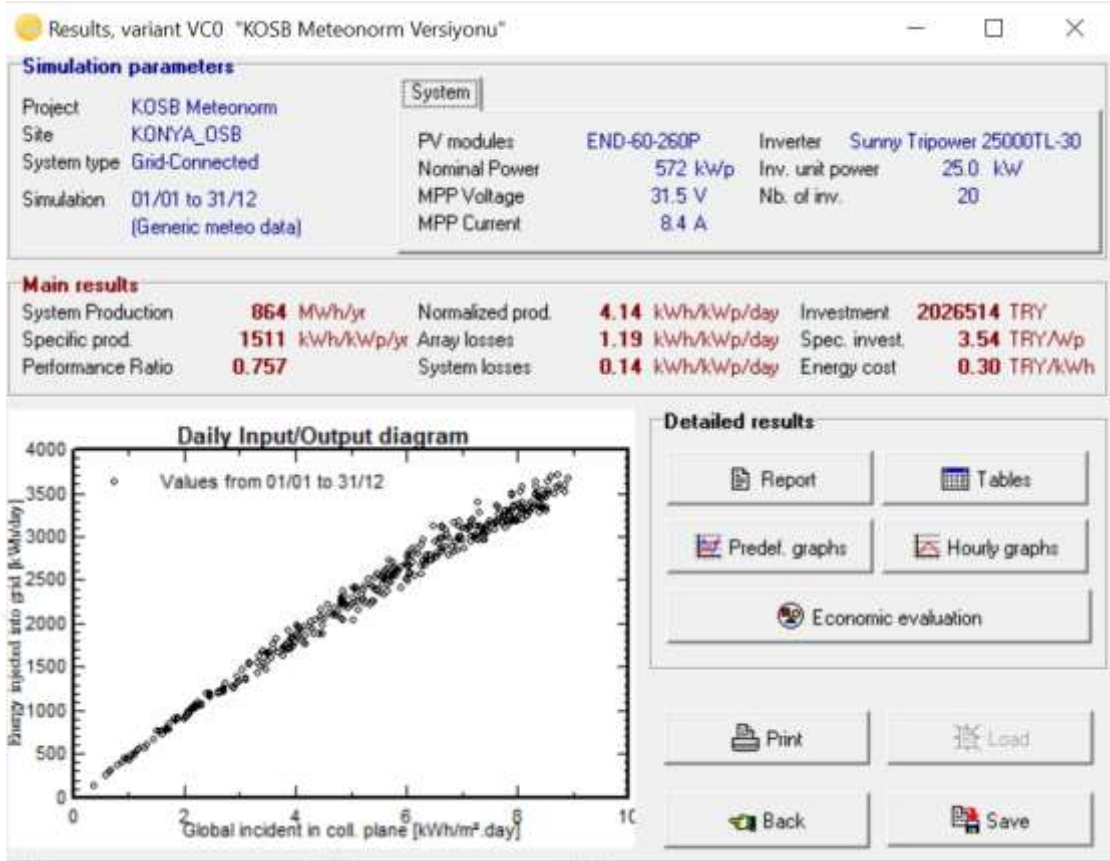 Results, variant VC0 "KOSB Meteonorm Versiyonu"
Simulation parameters
Project KOSB Meteonorm
Site KONYA_OSB
System type Grid-Connected
Simulation 01/01 to 31/12
(Generic meteo data)
System
PV modules END-60-260P Inverter Sunny Tripower 25000TL-30
Nominal Power 572 kWp Inv. unit power 25.0 kW
MPP Voltage 31.5 V Nb. of inv. 20
MPP Current 8.4 A
Main results
System Production 864 MWh/yr Normalized prod. 4.14 kWh/kWp/day Investment 2026514 TRY
Specific prod. 1511 kWh/kWp/yr Array losses 1.19 kWh/kWp/day Spec. invest. 3.54 TRY/Wp
Performance Ratio 0.757 System losses 0.14 kWh/kWp/day Energy cost 0.30 TRY/kWh
Daily Input/Output diagram
Values from 01/01 to 31/12
Energy injected into grid [kWh/day]
4000
3500
3000
2500
2000
1500
1000
500
0
0 2 4 6 8 10
Global incident in coll. plane [kWh/m².day]
Detailed results
Report Tables
Predef. graphs Hourly graphs
Economic evaluation
Print Load
Back Save